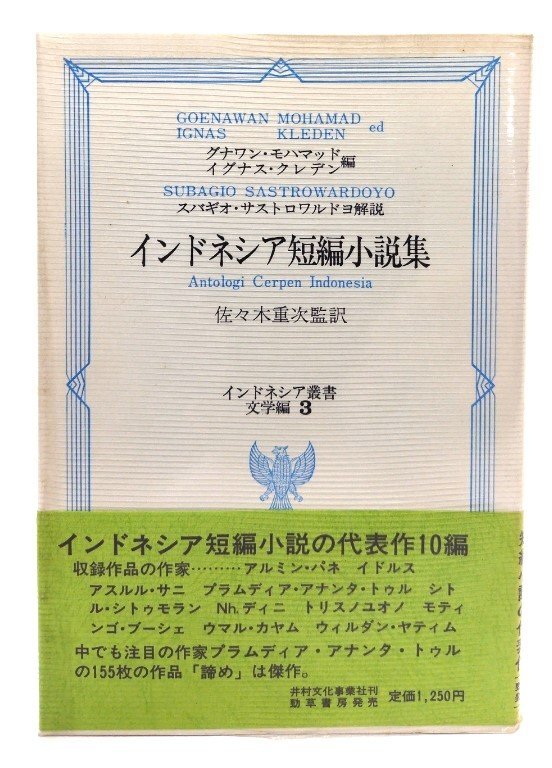 GOENAWAN MOHAMAD
IGNAS KLEDEN ed
グナワン・モハマッド
イグナス・クレデン 編
SUBAGIO SASTROWARDOYO
スバギオ・サストロワルドヨ解説
インドネシア短編小説集
Antologi Cerpen Indonesia
佐々木重次監訳
インドネシア叢書
文学編 3
インドネシア短編小説の代表作10編
収録作品の作家………アルミン・パネ イドルス
アスルル・サニ プラムディア・アナンタ・トゥル シト
ル・シトゥモラン Nh.ディニ トリスノユオノ モティ
ンゴ・ブーシェ ウマル・カヤム ウィルダン・ヤティム
中でも注目の作家プラムディア・アナンタ・トゥル
の155枚の作品「諦め」は傑作。
井村文化事業社刊
勁草書房発売 定価1,250円